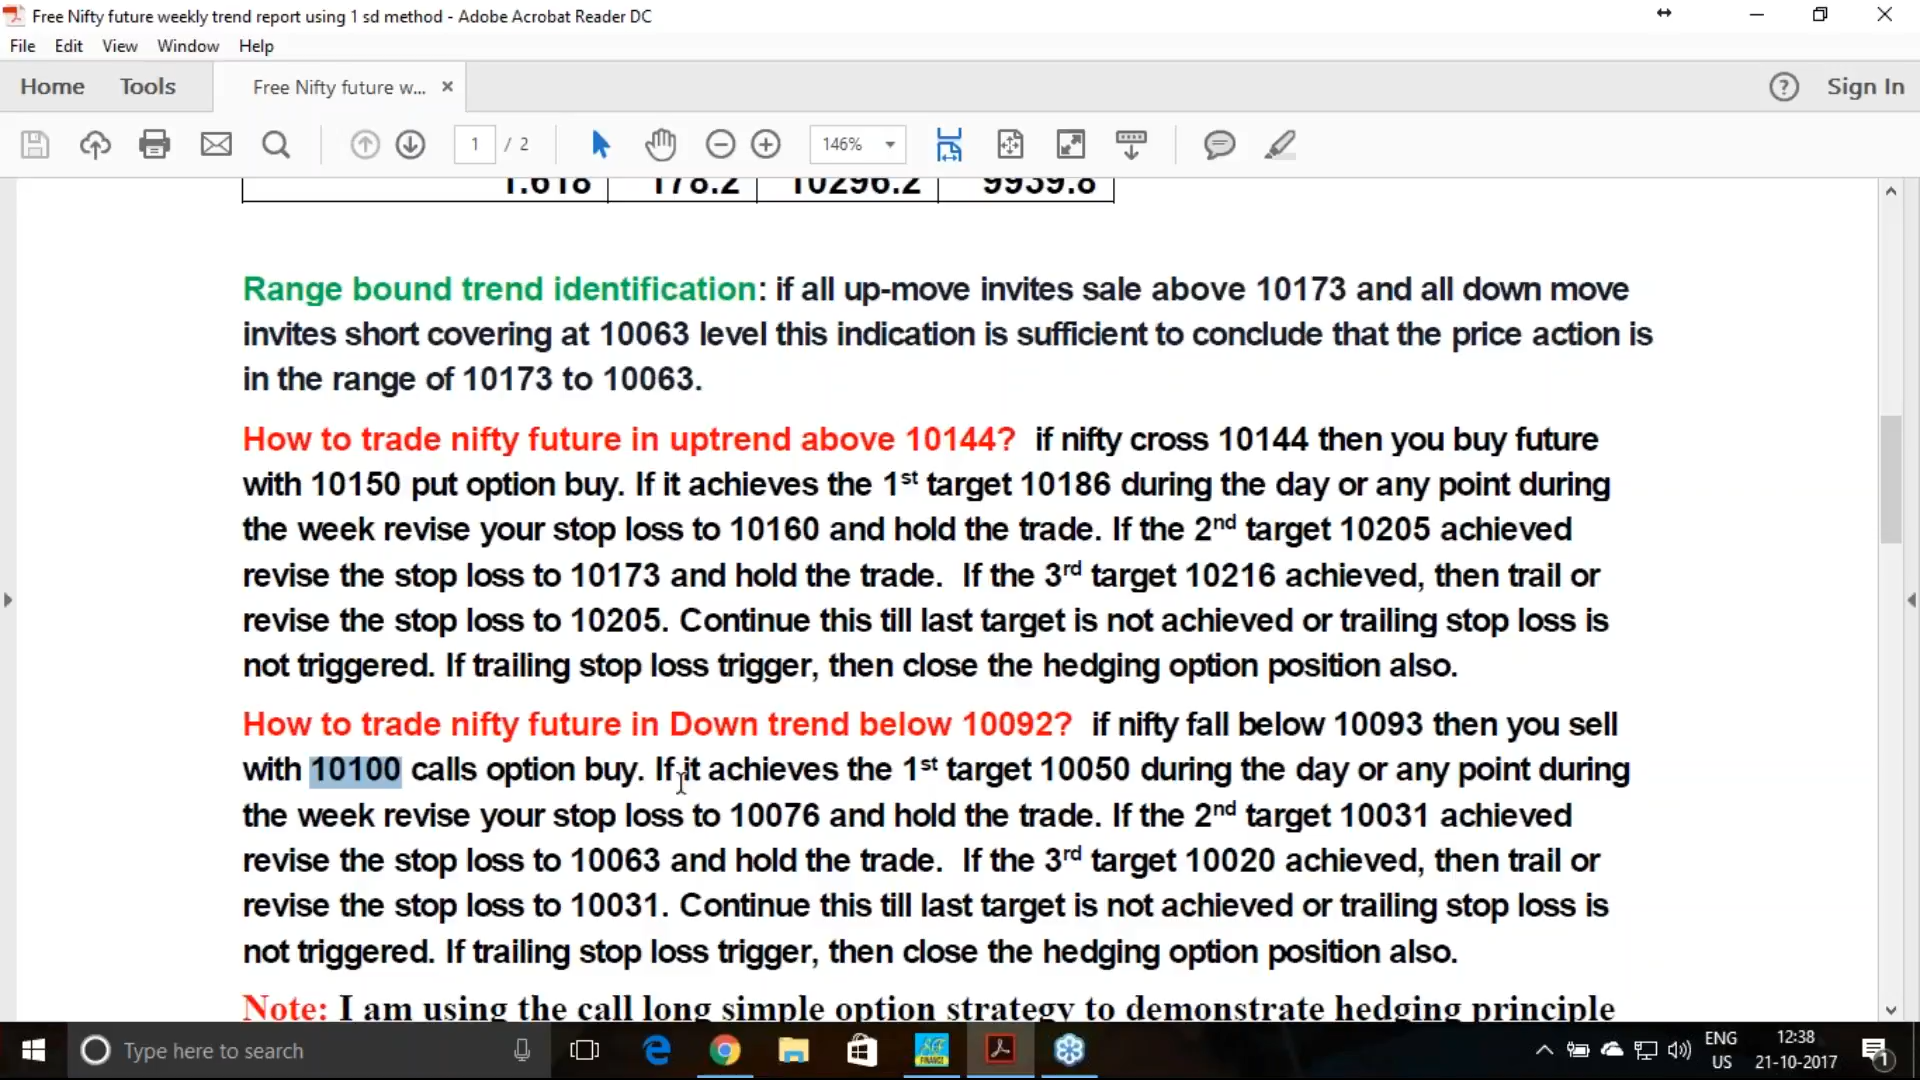 Free Nifty future weekly trend report using 1 sd method - Adobe Acrobat Reader DC
File Edit View Window Help
Home Tools Free Nifty future w... Sign In
1 / 2 146%
1.618 178.2 10296.2 9939.8
Range bound trend identification: if all up-move invites sale above 10173 and all down move
invites short covering at 10063 level this indication is sufficient to conclude that the price action is
in the range of 10173 to 10063.
How to trade nifty future in uptrend above 10144? if nifty cross 10144 then you buy future
with 10150 put option buy. If it achieves the 1st target 10186 during the day or any point during
the week revise your stop loss to 10160 and hold the trade. If the 2nd target 10205 achieved
revise the stop loss to 10173 and hold the trade. If the 3rd target 10216 achieved, then trail or
revise the stop loss to 10205. Continue this till last target is not achieved or trailing stop loss is
not triggered. If trailing stop loss trigger, then close the hedging option position also.
How to trade nifty future in Down trend below 10092? if nifty fall below 10093 then you sell
with 10100 calls option buy. If it achieves the 1st target 10050 during the day or any point during
the week revise your stop loss to 10076 and hold the trade. If the 2nd target 10031 achieved
revise the stop loss to 10063 and hold the trade. If the 3rd target 10020 achieved, then trail or
revise the stop loss to 10031. Continue this till last target is not achieved or trailing stop loss is
not triggered. If trailing stop loss trigger, then close the hedging option position also.
Note: I am using the call long simple option strategy to demonstrate hedging principle
Type here to search
FINANCE
ENG 12:38
US 21-10-2017
1